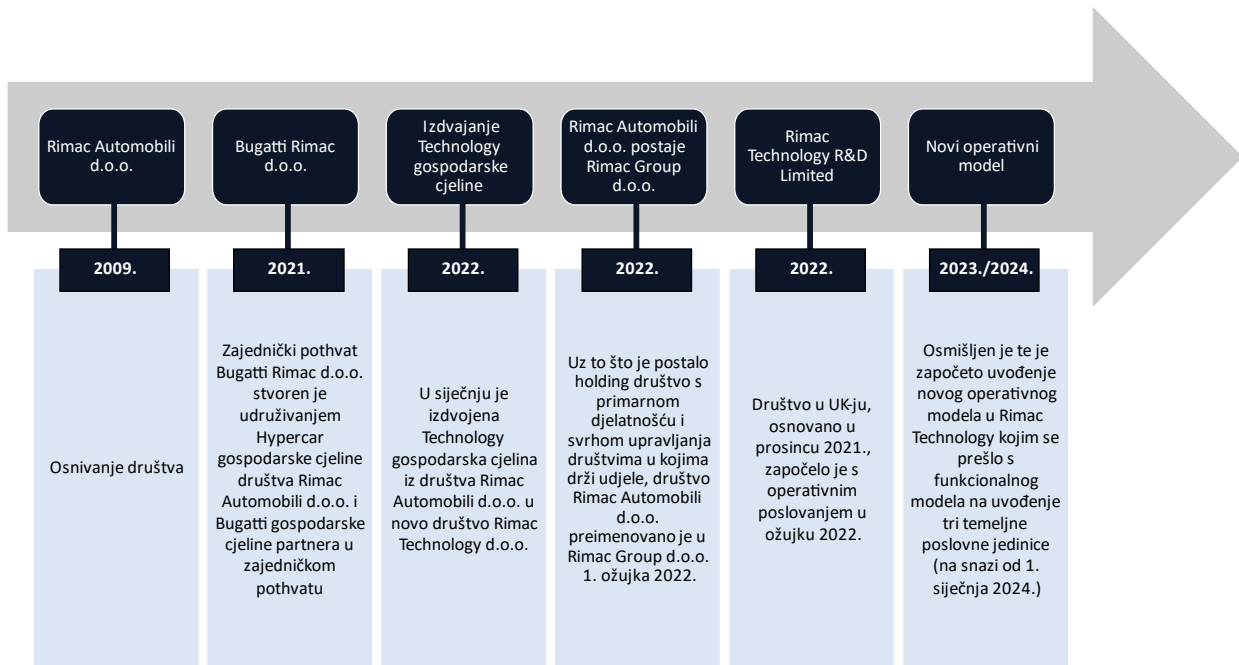 Rimac Automobili
d.o.o.
Bugatti Rimac
d.o.o.
Izdvajanje
Technology
gospodarske
cjeline
Rimac Automobili
d.o.o. postaje
Rimac Group
d.o.o.
Rimac
Technology R&D
Limited
Novi operativni
model
2009.
2021.
2022.
2022.
2022.
2023./2024.
Osnivanje društva
Zajednički pothvat
Bugatti Rimac d.o.o.
stvoren je
udruživanjem
Hypercar
gospodarske cjeline
društva Rimac
Automobili d.o.o. i
Bugatti gospodarske
cjeline partnera u
zajedničkom
pothvatu
U siječnju je
izdvojena
Technology
gospodarska cjelina
iz društva Rimac
Automobili d.o.o. u
novo društvo Rimac
Technology d.o.o.
Uz to što je postalo
holding društvo s
primarnom
djelatnošću i
svrhom upravljanja
društvima u kojima
drži udjele, društvo
Rimac Automobili
d.o.o.
preimenovano je u
Rimac Group d.o.o.
1. ožujka 2022.
Društvo u UK-ju,
osnovano u
prosincu 2021.,
započelo je s
operativnim
poslovanjem u
ožujku 2022.
Osmišljen je te je
započeto uvođenje
novog operativnog
modela u Rimac
Technology kojim se
prešlo s
funkcionalnog
modela na uvođenje
tri temeljne
poslovne jedinice
(na snazi od 1.
siječnja 2024.)